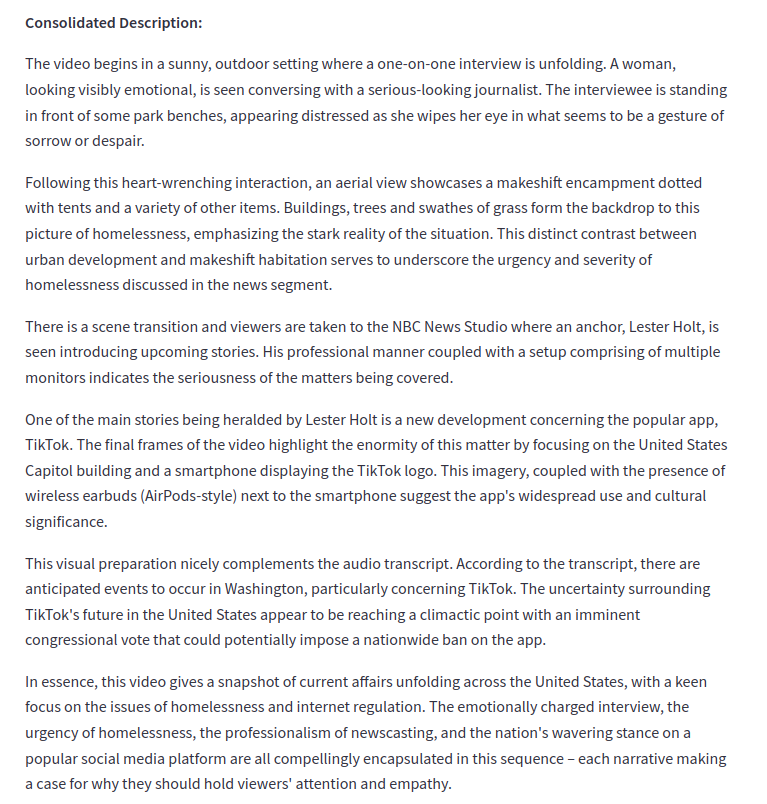 Consolidated Description:
The video begins in a sunny, outdoor setting where a one-on-one interview is unfolding. A woman,
looking visibly emotional, is seen conversing with a serious-looking journalist. The interviewee is standing
in front of some park benches, appearing distressed as she wipes her eye in what seems to be a gesture of
sorrow or despair.
Following this heart-wrenching interaction, an aerial view showcases a makeshift encampment dotted
with tents and a variety of other items. Buildings, trees and swathes of grass form the backdrop to this
picture of homelessness, emphasizing the stark reality of the situation. This distinct contrast between
urban development and makeshift habitation serves to underscore the urgency and severity of
homelessness discussed in the news segment.
There is a scene transition and viewers are taken to the NBC News Studio where an anchor, Lester Holt, is
seen introducing upcoming stories. His professional manner coupled with a setup comprising of multiple
monitors indicates the seriousness of the matters being covered.
One of the main stories being heralded by Lester Holt is a new development concerning the popular app,
TikTok. The final frames of the video highlight the enormity of this matter by focusing on the United States
Capitol building and a smartphone displaying the TikTok logo. This imagery, coupled with the presence of
wireless earbuds (AirPods-style) next to the smartphone suggest the app's widespread use and cultural
significance.
This visual preparation nicely complements the audio transcript. According to the transcript, there are
anticipated events to occur in Washington, particularly concerning TikTok. The uncertainty surrounding
TikTok's future in the United States appear to be reaching a climactic point with an imminent
congressional vote that could potentially impose a nationwide ban on the app.
In essence, this video gives a snapshot of current affairs unfolding across the United States, with a keen
focus on the issues of homelessness and internet regulation. The emotionally charged interview, the
urgency of homelessness, the professionalism of newscasting, and the nation's wavering stance on a
popular social media platform are all compellingly encapsulated in this sequence – each narrative making
a case for why they should hold viewers' attention and empathy.